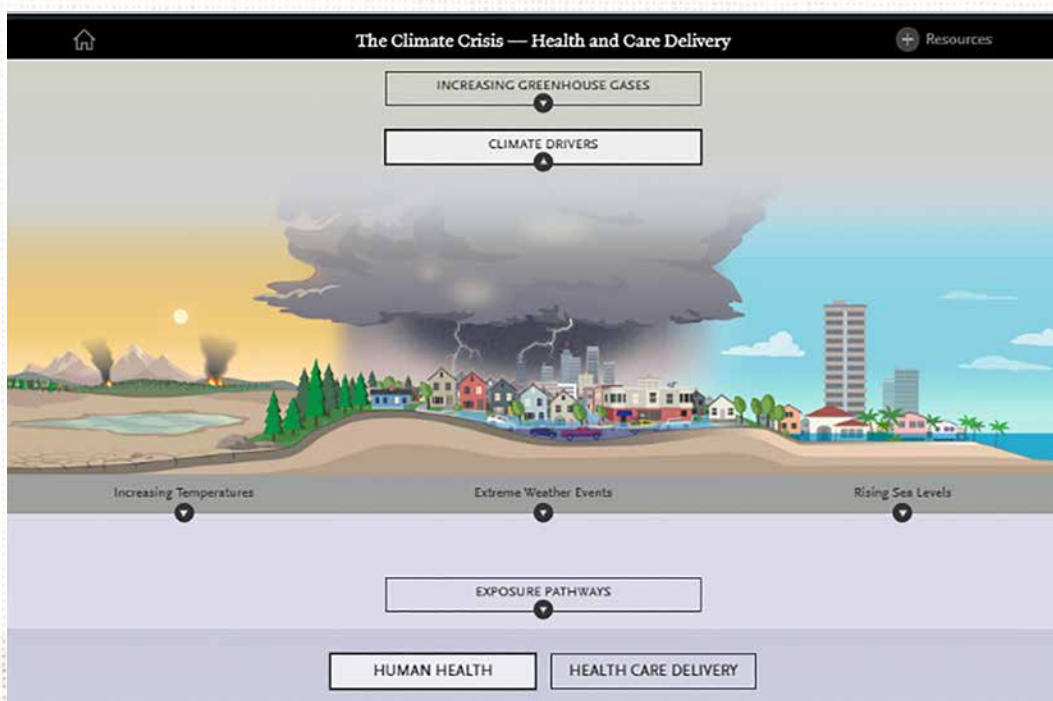 The Climate Crisis — Health and Care Delivery
Resources
INCREASING GREENHOUSE GASES
CLIMATE DRIVERS
Increasing Temperatures
Extreme Weather Events
Rising Sea Levels
EXPOSURE PATHWAYS
HUMAN HEALTH
HEALTH CARE DELIVERY